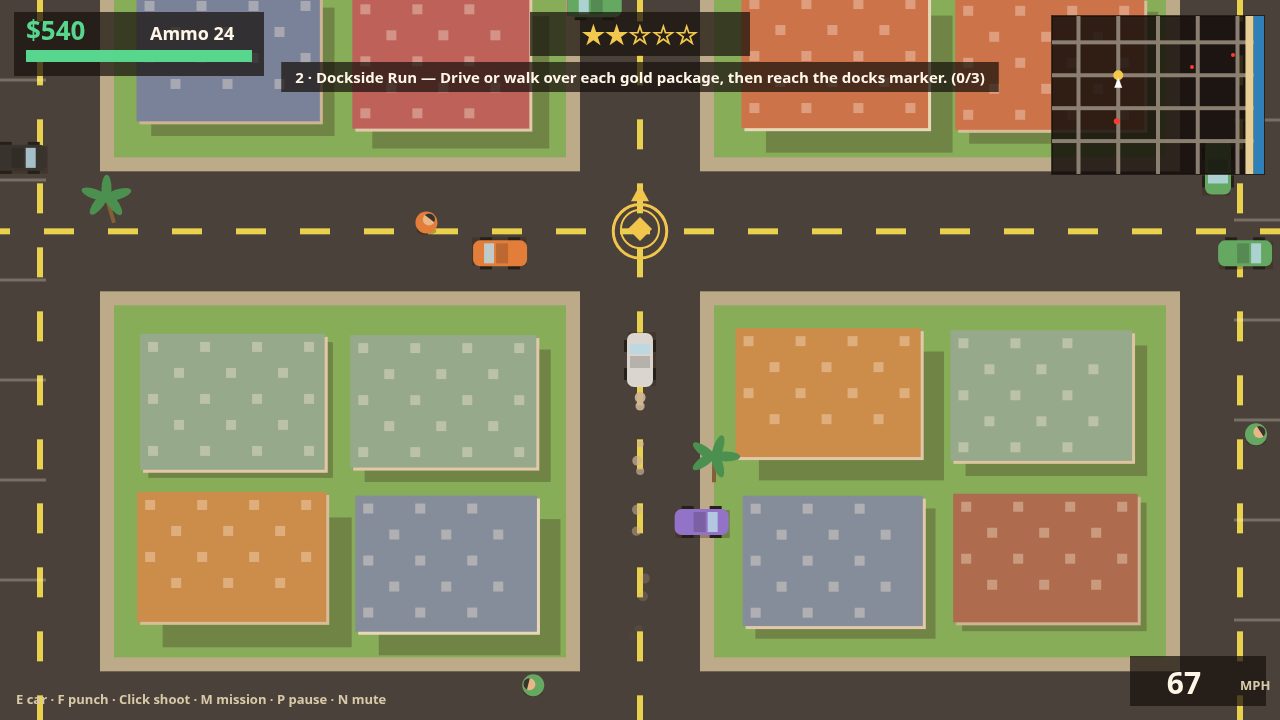 $540
Ammo 24
★★☆☆☆
2 · Dockside Run — Drive or walk over each gold package, then reach the docks marker. (0/3)
E car · F punch · Click shoot · M mission · P pause · N mute
67 MPH